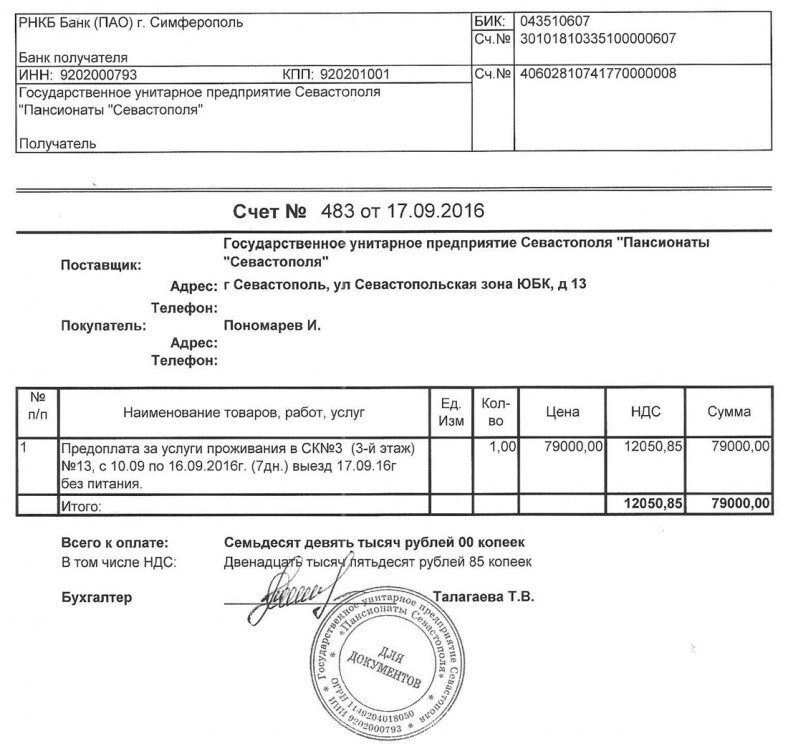 РНКБ Банк (ПАО) г. Симферополь
БИК: 043510607
Сч.№ 30101810335100000607
Банк получателя
ИНН: 9202000793 КПП: 920201001 Сч.№ 40602810741770000008
Государственное унитарное предприятие Севастополя
"Пансионаты "Севастополя"
Получатель
Счет № 483 от 17.09.2016
Поставщик: Государственное унитарное предприятие Севастополя "Пансионаты
"Севастополя"
Адрес: г Севастополь, ул Севастопольская зона ЮБК, д 13
Телефон:
Покупатель: Пономарев И.
Адрес:
Телефон:
№ п/п Наименование товаров, работ, услуг Ед. Изм Кол-во Цена НДС Сумма
1 Предоплата за услуги проживания в СК№3 (3-й этаж) 1,00 79000,00 12050,85 79000,00
№13, с 10.09 по 16.09.2016г. (7дн.) выезд 17.09.16г
без питания.
Итого: 12050,85 79000,00
Всего к оплате: Семьдесят девять тысяч рублей 00 копеек
В том числе НДС: Двенадцать тысяч пятьдесят рублей 85 копеек
Бухгалтер Талагаева Т.В.
Государственное унитарное предприятие Севастополя
«Пансионаты Севастополя»
ДЛЯ
ДОКУМЕНТОВ
ОГРН 1149204018050
ИНН 9202000793